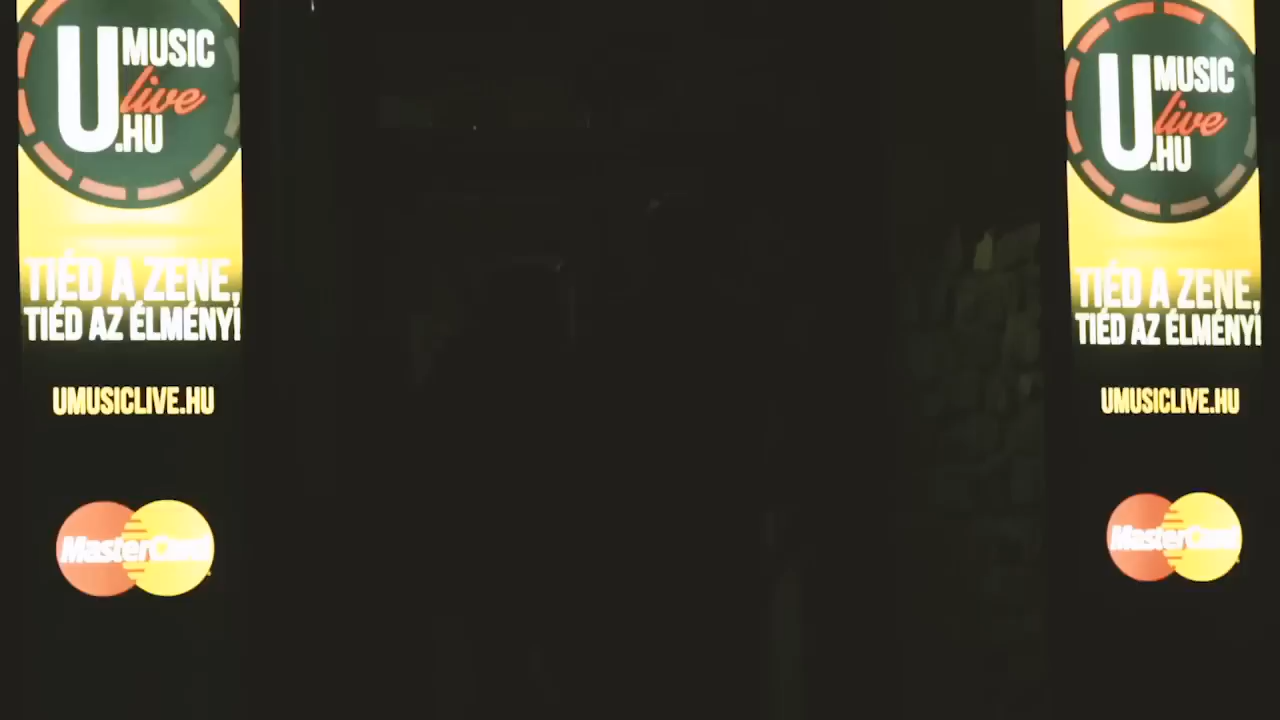 U MUSIC
live
.HU
TIÉD A ZENE,
TIÉD AZ ÉLMÉNY!
UMUSICLIVE.HU
MasterCard
U MUSIC
live
.HU
TIÉD A ZENE,
TIÉD AZ ÉLMÉNY!
UMUSICLIVE.HU
MasterCard